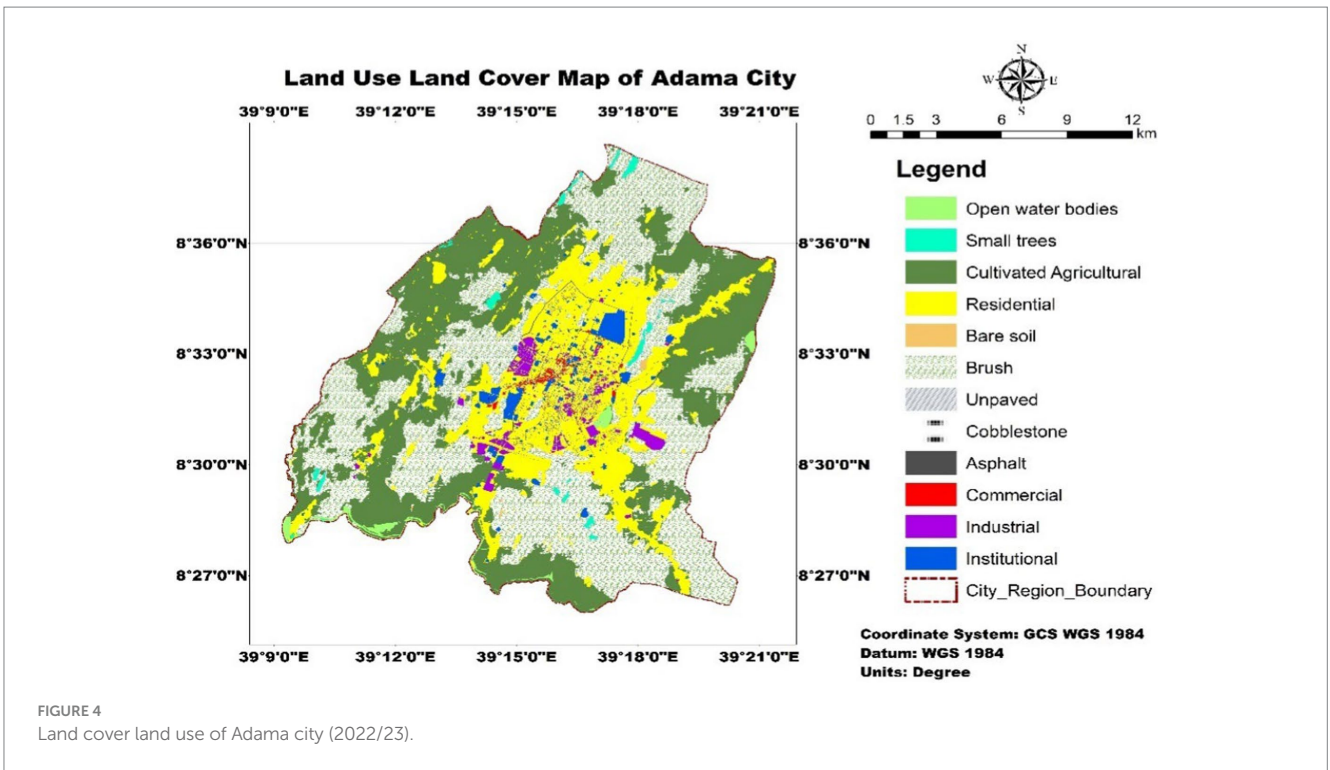 Land Use Land Cover Map of Adama City
N
W E
S
0 1.5 3 6 9 12
km
39°9'0"E 39°12'0"E 39°15'0"E 39°18'0"E 39°21'0"E
8°36'0"N 8°36'0"N
8°33'0"N 8°33'0"N
8°30'0"N 8°30'0"N
8°27'0"N 8°27'0"N
39°9'0"E 39°12'0"E 39°15'0"E 39°18'0"E 39°21'0"E
Legend
Open water bodies
Small trees
Cultivated Agricultural
Residential
Bare soil
Brush
Unpaved
Cobblestone
Asphalt
Commercial
Industrial
Institutional
City_Region_Boundary
Coordinate System: GCS WGS 1984
Datum: WGS 1984
Units: Degree
FIGURE 4
Land cover land use of Adama city (2022/23).